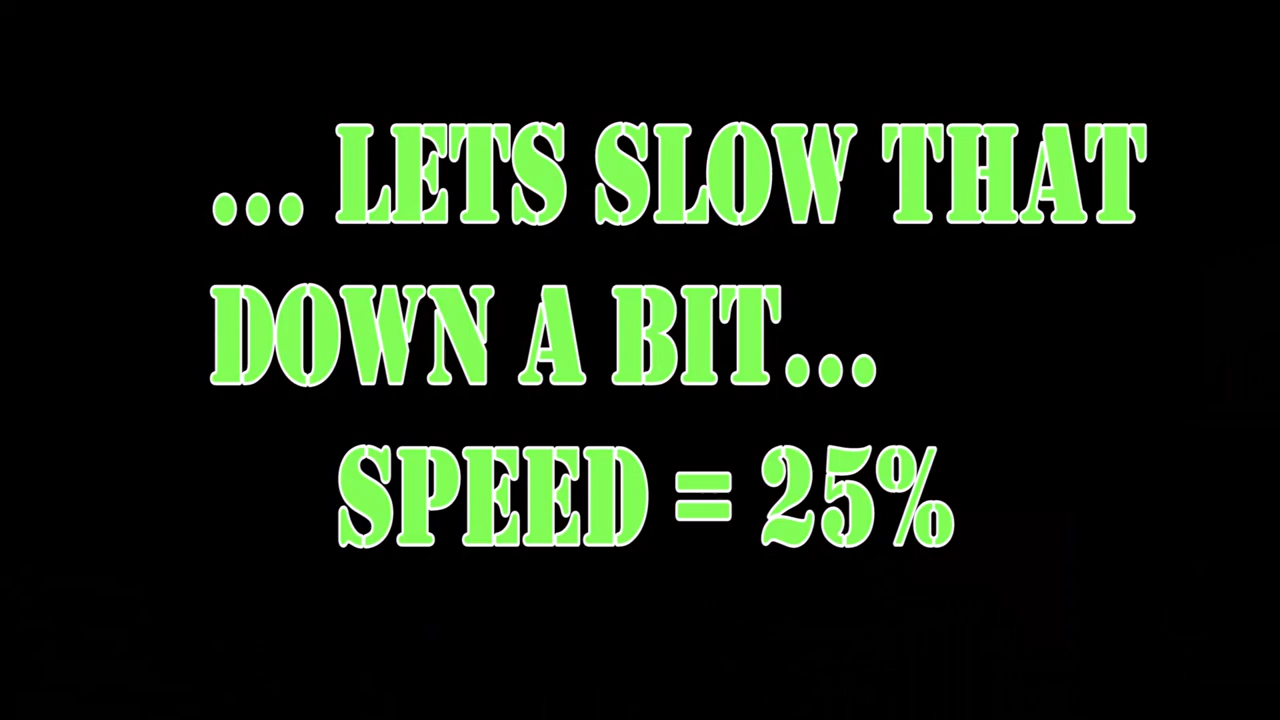 ... LETS SLOW THAT
DOWN A BIT...
SPEED = 25%